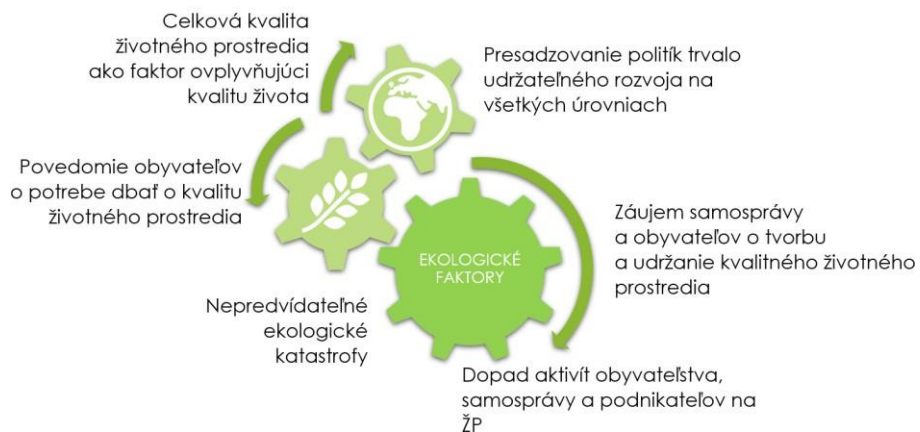 Celková kvalita
životného prostredia
ako faktor ovplyvňujúci
kvalitu života
Presadzovanie politík trvalo
udržateľného rozvoja na
všetkých úrovniach
Povedomie obyvateľov
o potrebe dbať o kvalitu
životného prostredia
Záujem samosprávy
a obyvateľov o tvorbu
a udržanie kvalitného životného
prostredia
EKOLOGICKÉ
FAKTORY
Nepredvídateľné
ekologické
katastrofy
Dopad aktivít obyvateľstva,
samosprávy a podnikateľov na
ŽP